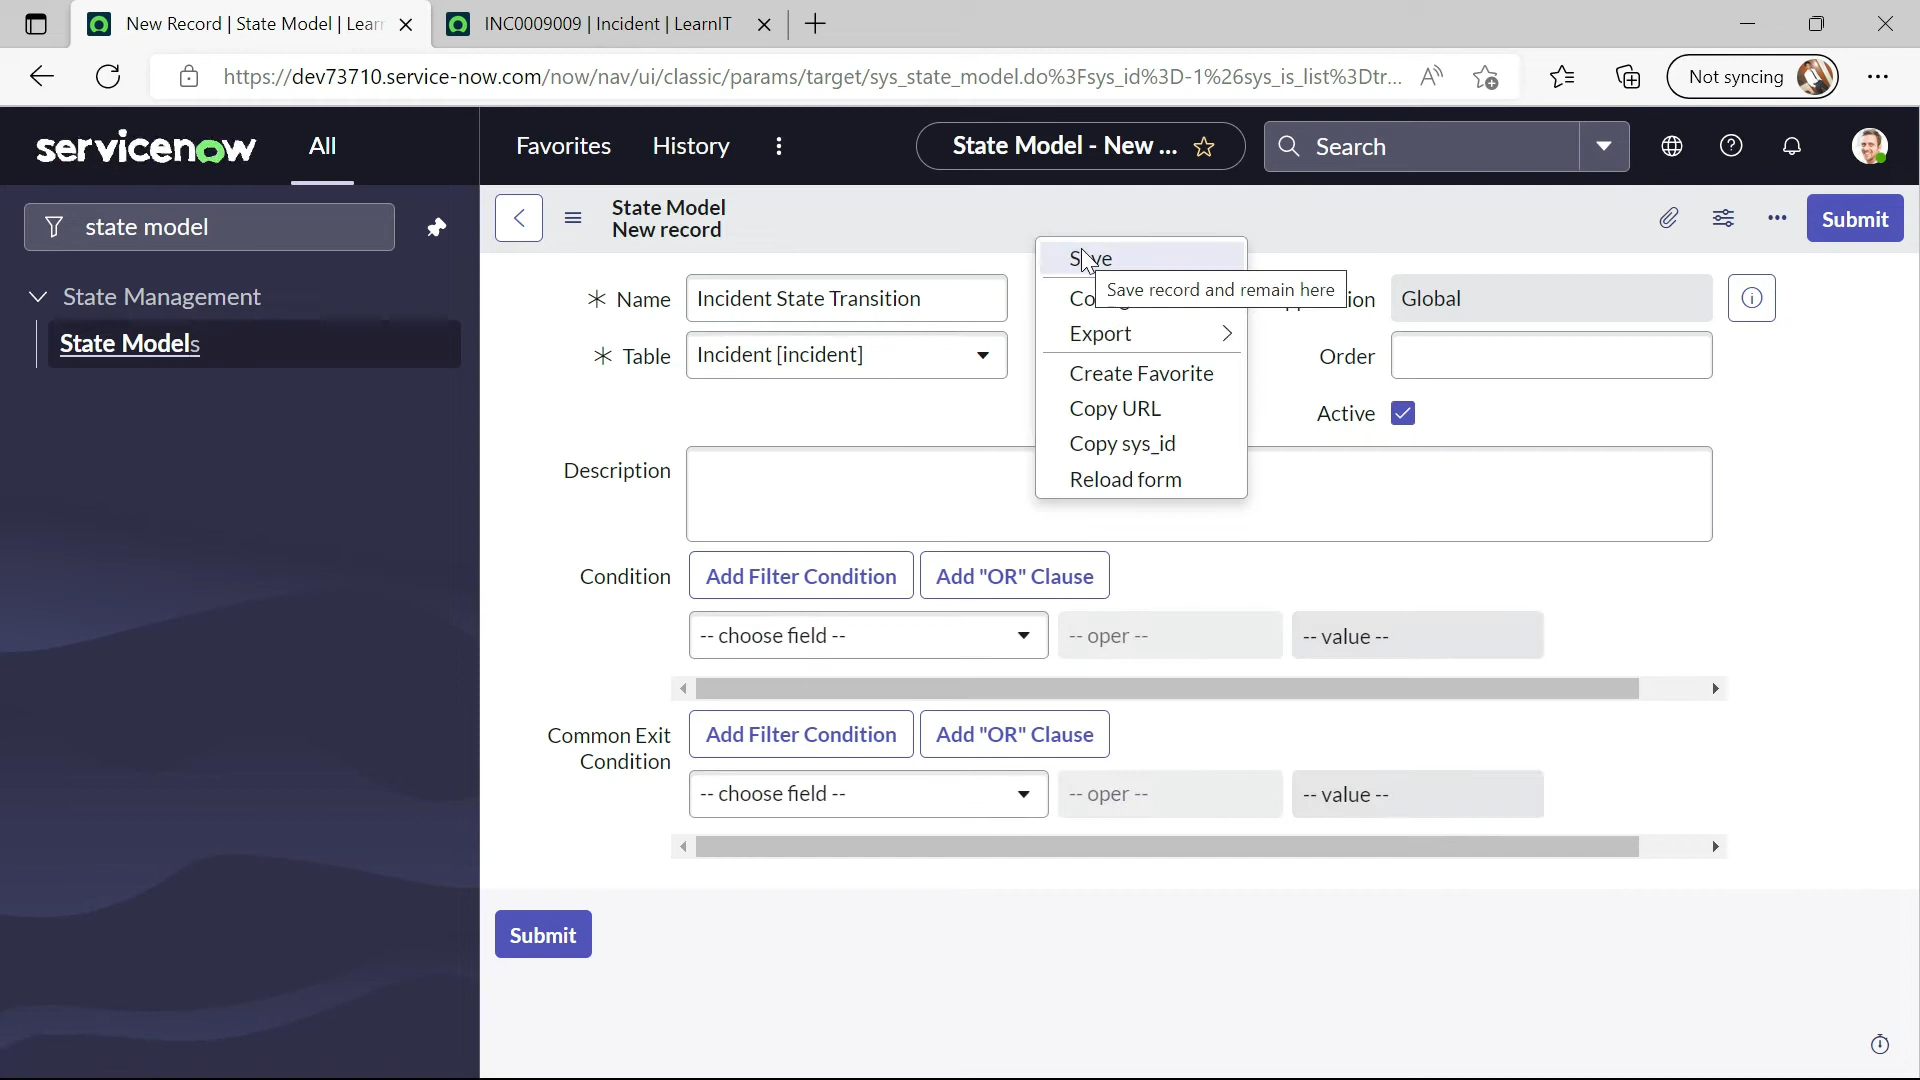 New Record | State Model | Lear
INC0009009 | Incident | LearnIT
https://dev73710.service-now.com/now/nav/ui/classic/params/target/sys_state_model.do%3Fsys_id%3D-1%26sys_is_list%3Dtr...
Not syncing
servicenow
All
Favorites
History
State Model - New ...
Search
state model
State Model
New record
Submit
State Management
State Models
* Name
Incident State Transition
Global
* Table
Incident [incident]
Order
Active
Save
Save record and remain here
Export
Create Favorite
Copy URL
Copy sys_id
Reload form
Description
Condition
Add Filter Condition
Add "OR" Clause
-- choose field --
-- oper --
-- value --
Common Exit
Condition
Add Filter Condition
Add "OR" Clause
-- choose field --
-- oper --
-- value --
Submit